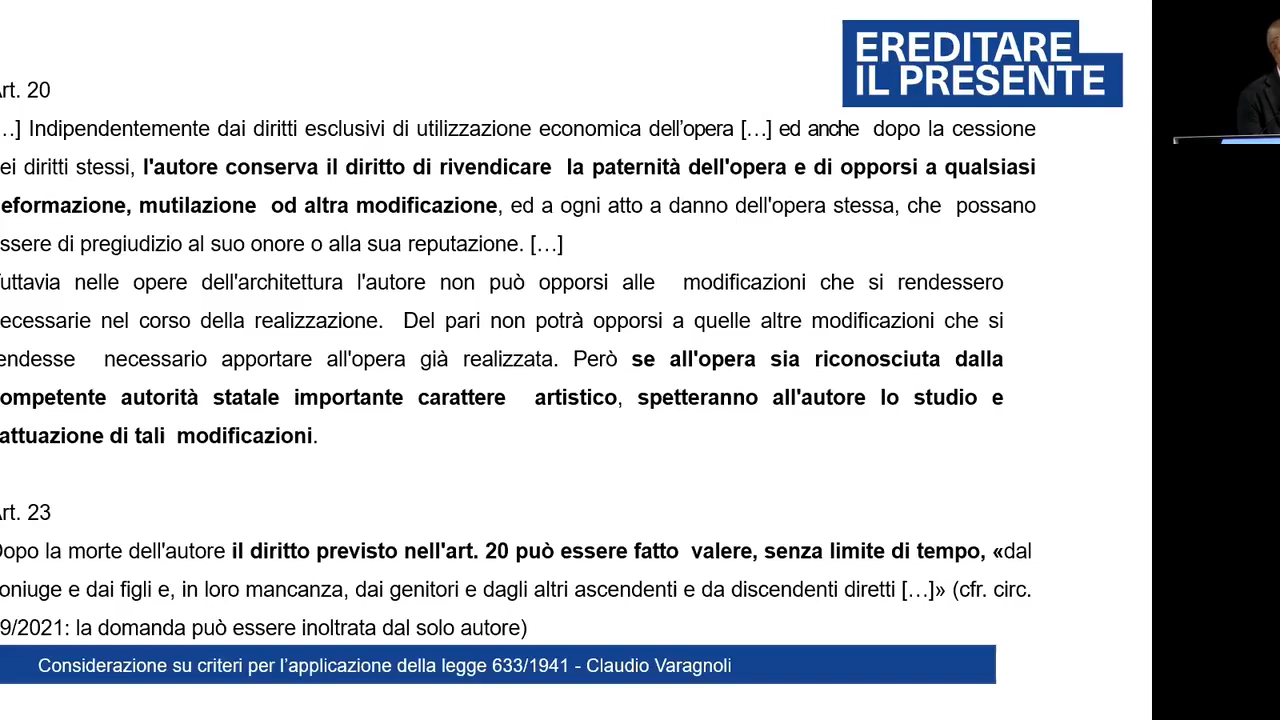 EREDITARE
IL PRESENTE
rt. 20
…] Indipendentemente dai diritti esclusivi di utilizzazione economica dell'opera […] ed anche dopo la cessione
ei diritti stessi, l'autore conserva il diritto di rivendicare la paternità dell'opera e di opporsi a qualsiasi
eformazione, mutilazione od altra modificazione, ed a ogni atto a danno dell'opera stessa, che possano
ssere di pregiudizio al suo onore o alla sua reputazione. […]
uttavia nelle opere dell'architettura l'autore non può opporsi alle modificazioni che si rendessero
ecessarie nel corso della realizzazione. Del pari non potrà opporsi a quelle altre modificazioni che si
endesse necessario apportare all'opera già realizzata. Però se all'opera sia riconosciuta dalla
ompetente autorità statale importante carattere artistico, spetteranno all'autore lo studio e
attuazione di tali modificazioni.
rt. 23
Dopo la morte dell'autore il diritto previsto nell'art. 20 può essere fatto valere, senza limite di tempo, «dal
oniuge e dai figli e, in loro mancanza, dai genitori e dagli altri ascendenti e da discendenti diretti […]» (cfr. circ.
9/2021: la domanda può essere inoltrata dal solo autore)
Considerazione su criteri per l’applicazione della legge 633/1941 - Claudio Varagnoli